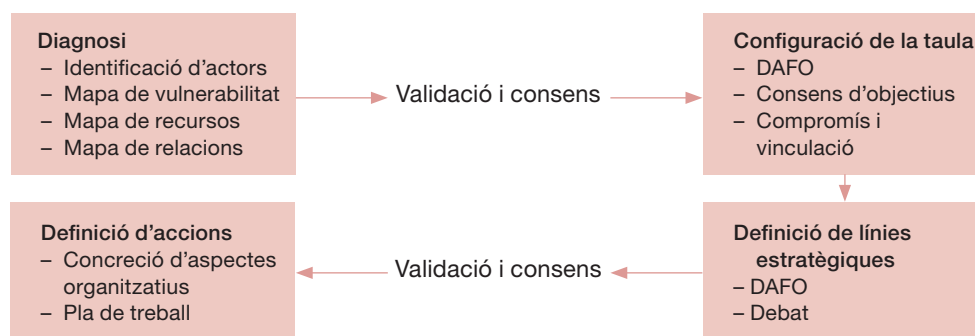 Diagnosi
– Identificació d'actors
– Mapa de vulnerabilitat
– Mapa de recursos
– Mapa de relacions
Validació i consens
Configuració de la taula
– DAFO
– Consens d'objectius
– Compromís i
vinculació
Definició de línies
estratègiques
– DAFO
– Debat
Validació i consens
Definició d'accions
– Concreció d'aspectes
organitzatius
– Pla de treball